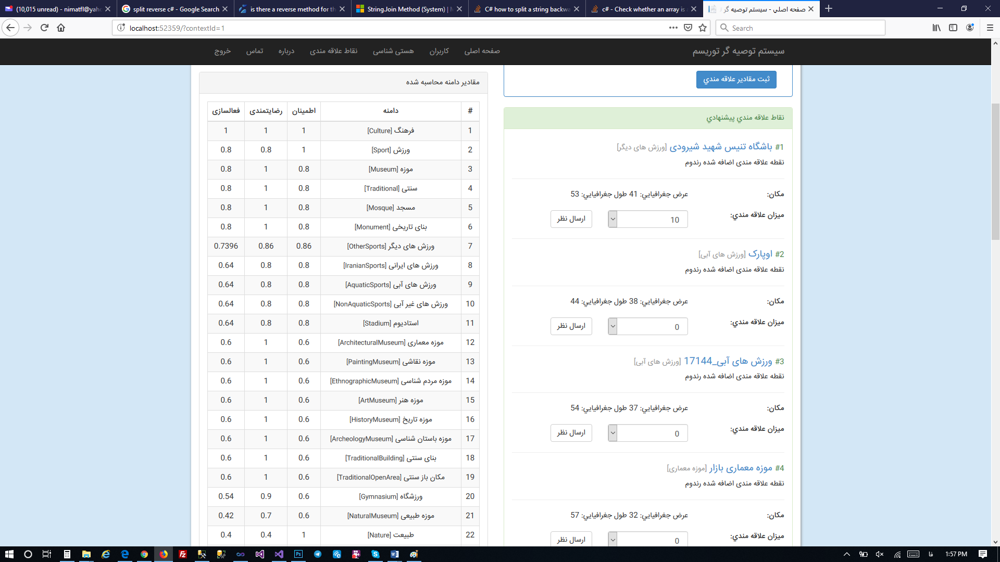 (10,015 unread) - nimatfl@yaho
split reverse c# - Google Search
is there a reverse method for th
String.Join Method (System) | M
C# how to split a string backwa
c# - Check whether an array is a
صفحه اصلي - سیستم توصیه گر ت
localhost:52359/?contextId=1
Search
سیستم توصیه گر توریسم
صفحه اصلی کاربران هستی شناسی نقاط علاقه مندی درباره تماس خروج
ثبت مقادیر علاقه مندي
نقاط علاقه مندي پیشنهادي
#1 باشگاه تنیس شهید شیرودی [ورزش های دیگر]
نقطه علاقه مندی اضافه شده رندوم
مکان: عرض جغرافیایي: 41 طول جغرافیایي: 53
میزان علاقه مندي: 10 ارسال نظر
#2 اوپارک [ورزش های آبی]
نقطه علاقه مندی اضافه شده رندوم
مکان: عرض جغرافیایي: 38 طول جغرافیایي: 44
میزان علاقه مندي: 0 ارسال نظر
#3 ورزش های آبی_17144 [ورزش های آبی]
نقطه علاقه مندی اضافه شده رندوم
مکان: عرض جغرافیایي: 37 طول جغرافیایي: 54
میزان علاقه مندي: 0 ارسال نظر
#4 موزه معماری بازار [موزه معماری]
نقطه علاقه مندی اضافه شده رندوم
مکان: عرض جغرافیایي: 32 طول جغرافیایي: 57
میزان علاقه مندي: 0 ارسال نظر
مقادیر دامنه محاسبه شده
# دامنه اطمینان رضایتمندی فعالسازی
1 فرهنگ [Culture] 1 1 1
2 ورزش [Sport] 1 0.8 0.8
3 موزه [Museum] 0.8 1 0.8
4 سنتی [Traditional] 0.8 1 0.8
5 مسجد [Mosque] 0.8 1 0.8
6 بنای تاریخی [Monument] 0.8 1 0.8
7 ورزش های دیگر [OtherSports] 0.86 0.86 0.7396
8 ورزش های ایرانی [IranianSports] 0.8 0.8 0.64
9 ورزش های آبی [AquaticSports] 0.8 0.8 0.64
10 ورزش های غیر آبی [NonAquaticSports] 0.8 0.8 0.64
11 استادیوم [Stadium] 0.8 0.8 0.64
12 موزه معماری [ArchitecturalMuseum] 0.6 1 0.6
13 موزه نقاشی [PaintingMuseum] 0.6 1 0.6
14 موزه مردم شناسی [EthnographicMuseum] 0.6 1 0.6
15 موزه هنر [ArtMuseum] 0.6 1 0.6
16 موزه تاریخ [HistoryMuseum] 0.6 1 0.6
17 موزه باستان شناسی [ArcheologyMuseum] 0.6 1 0.6
18 بنای سنتی [TraditionalBuilding] 0.6 1 0.6
19 مکان باز سنتی [TraditionalOpenArea] 0.6 1 0.6
20 ورزشگاه [Gymnasium] 0.6 0.9 0.54
21 موزه طبیعی [NaturalMuseum] 0.6 0.7 0.42
22 طبیعت [Nature] 1 0.4 0.4
فا
1:57 PM